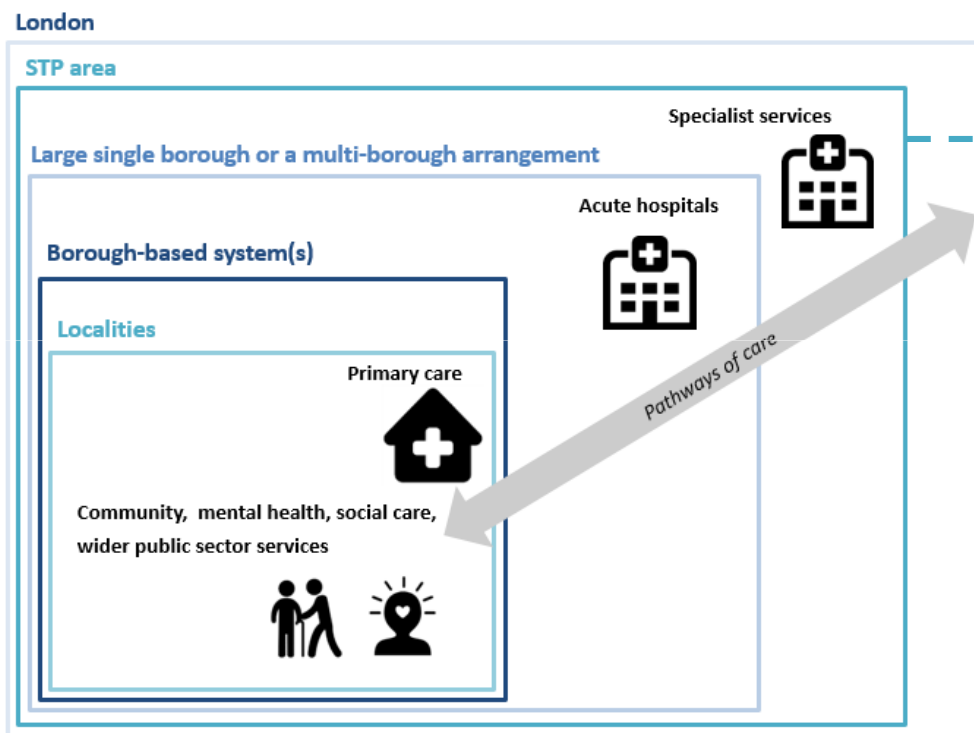 London
STP area
Specialist services
Large single borough or a multi-borough arrangement
Acute hospitals
Borough-based system(s)
Localities
Pathways of care
Primary care
Community, mental health, social care,
wider public sector services